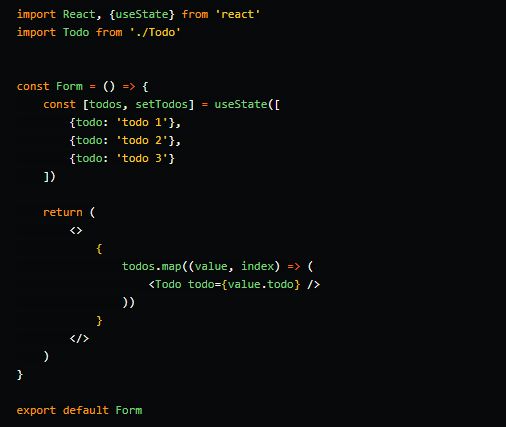 import React, {useState} from 'react'
import Todo from './Todo'
const Form = () => {
const [todos, setTodos] = useState([
{todo: 'todo 1'},
{todo: 'todo 2'},
{todo: 'todo 3'}
])
return (
<>
{
todos.map((value, index) => (
<Todo todo={value.todo} />
))
}
</>
)
}
export default Form